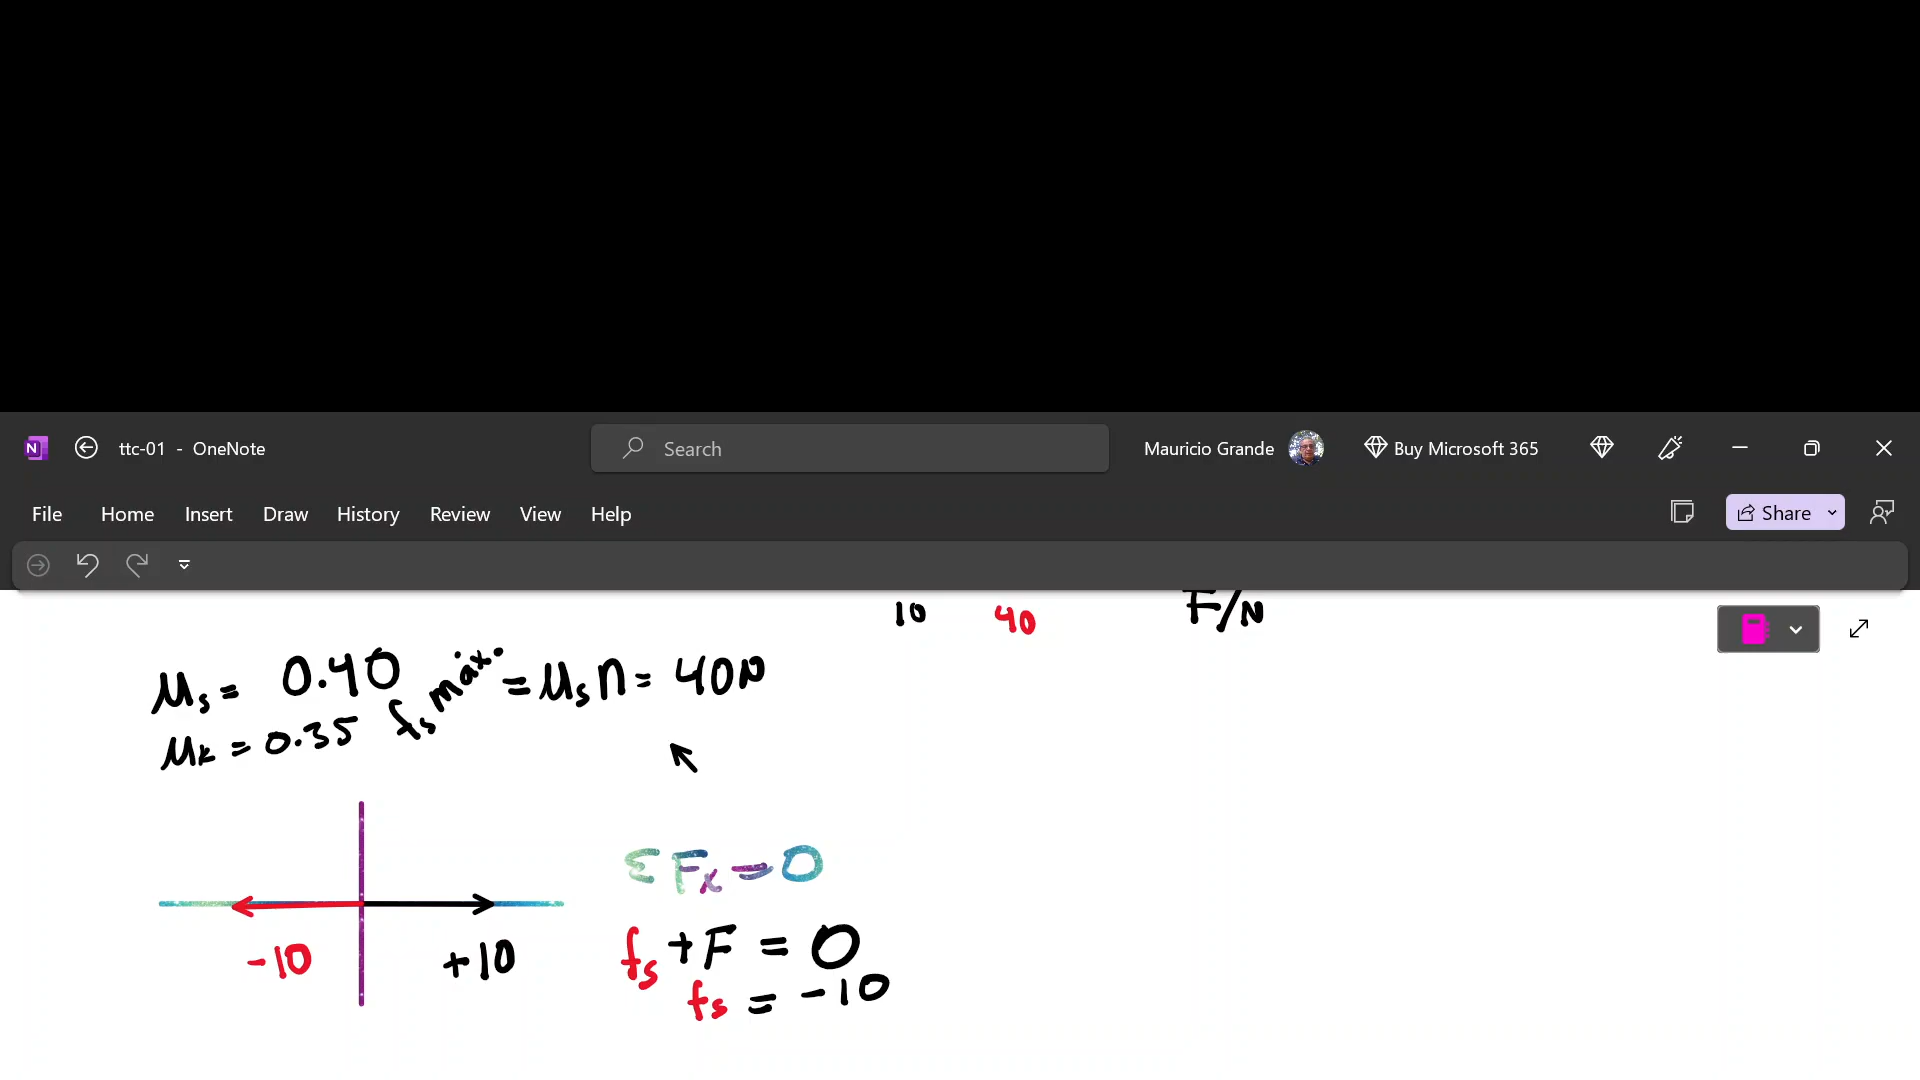 ttc-01 - OneNote
Search
Mauricio Grande
Buy Microsoft 365
File Home Insert Draw History Review View Help
Share
10 40 F/N
μs = 0.40
fs máx. = μs n = 40N
μk = 0.35
ΣFx = 0
-10 +10
fs + F = 0
fs = -10